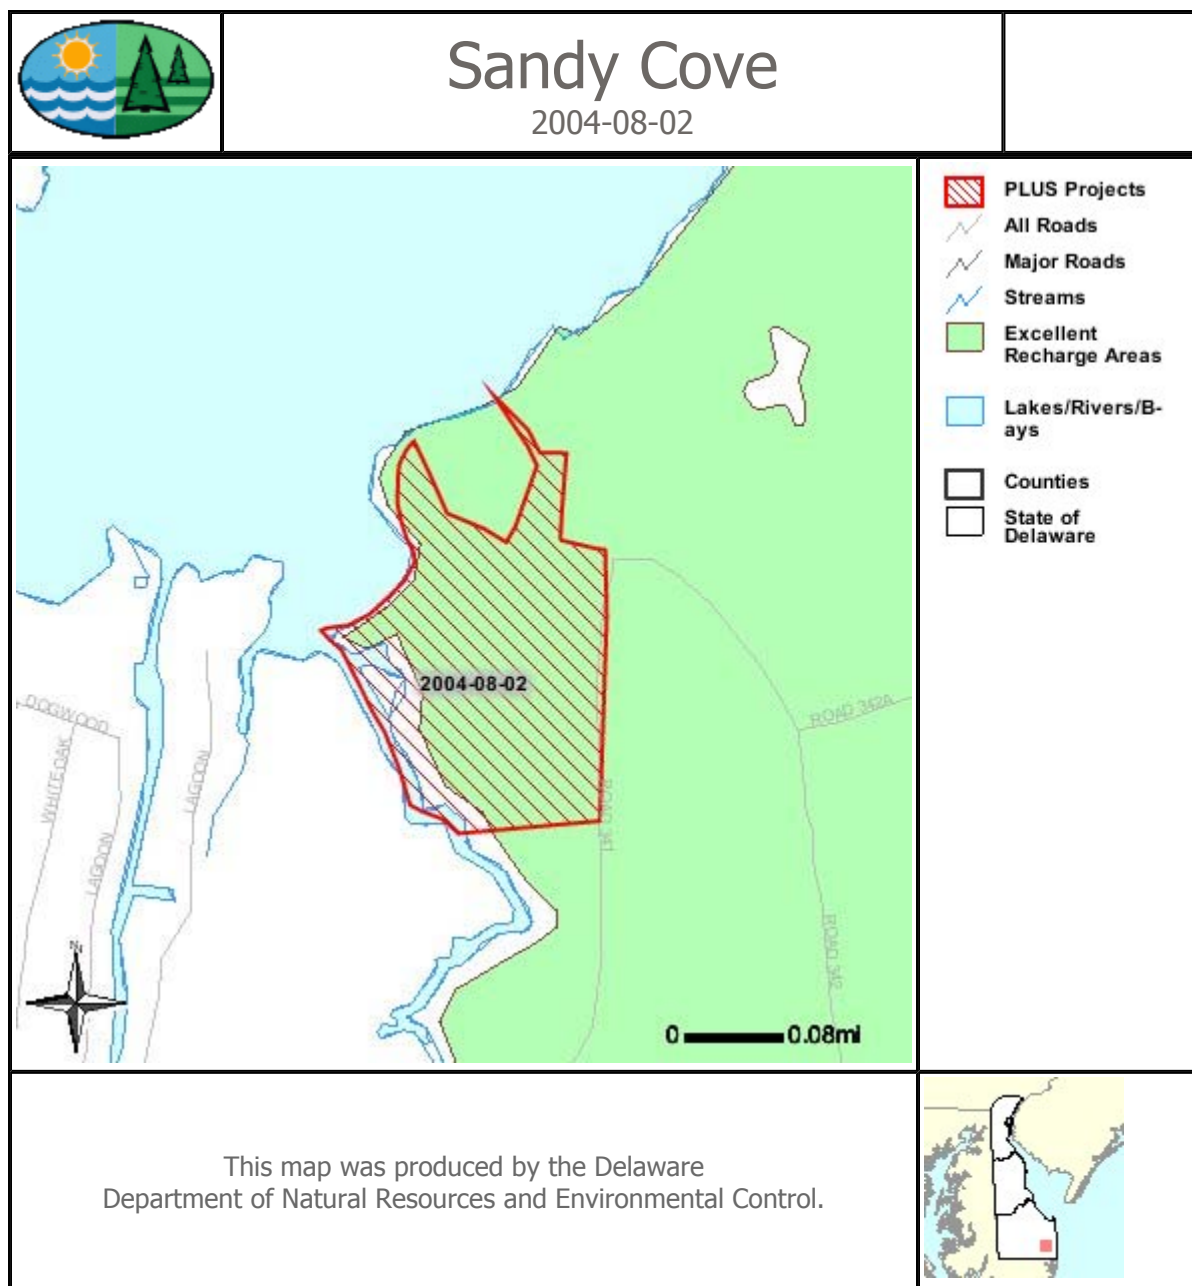 Sandy Cove
2004-08-02
PLUS Projects
All Roads
Major Roads
Streams
Excellent
Recharge Areas
Lakes/Rivers/B-
ays
Counties
State of
Delaware
2004-08-02
DOGWOOD
WHITEOAK
LAGOON
LAGOON
ROAD 342A
ROAD 341
ROAD 342
N
0 0.08mi
This map was produced by the Delaware
Department of Natural Resources and Environmental Control.